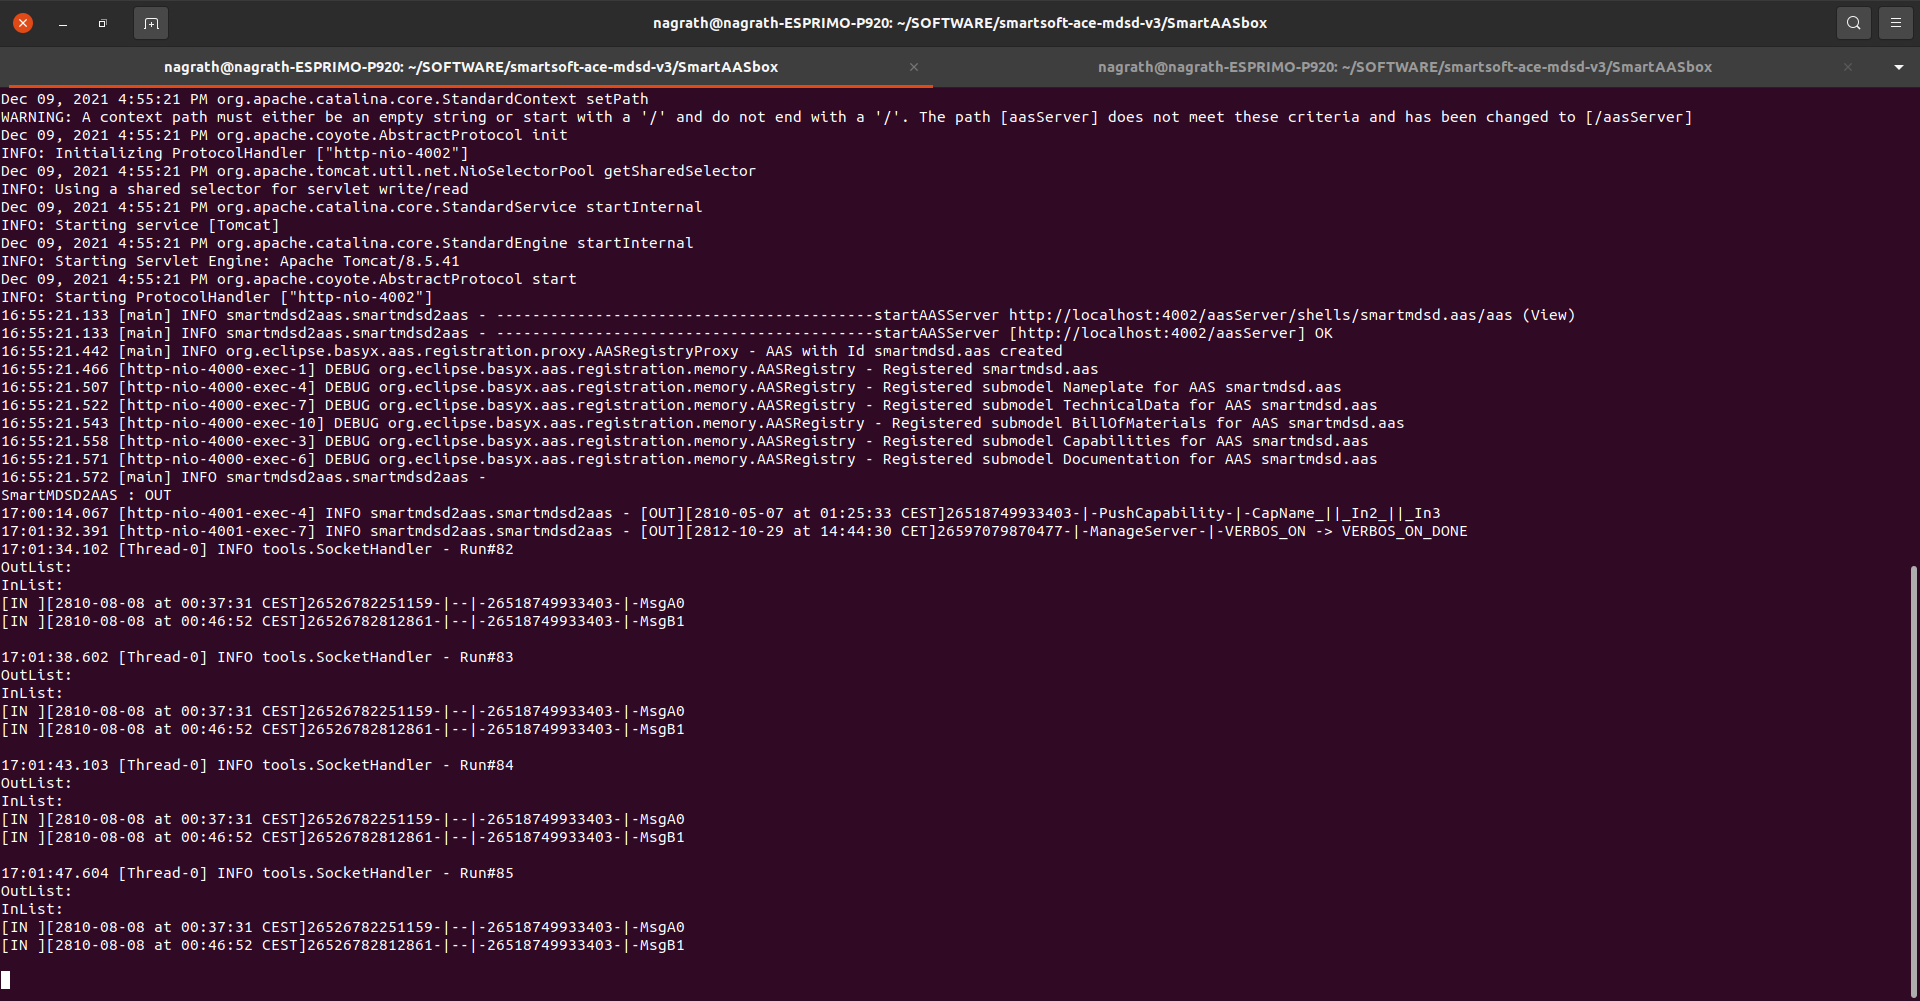 nagrath@nagrath-ESPRIMO-P920: ~/SOFTWARE/smartsoft-ace-mdsd-v3/SmartAASbox
nagrath@nagrath-ESPRIMO-P920: ~/SOFTWARE/smartsoft-ace-mdsd-v3/SmartAASbox
nagrath@nagrath-ESPRIMO-P920: ~/SOFTWARE/smartsoft-ace-mdsd-v3/SmartAASbox
Dec 09, 2021 4:55:21 PM org.apache.catalina.core.StandardContext setPath
WARNING: A context path must either be an empty string or start with a '/' and do not end with a '/'. The path [aasServer] does not meet these criteria and has been changed to [/aasServer]
Dec 09, 2021 4:55:21 PM org.apache.coyote.AbstractProtocol init
INFO: Initializing ProtocolHandler ["http-nio-4002"]
Dec 09, 2021 4:55:21 PM org.apache.tomcat.util.net.NioSelectorPool getSharedSelector
INFO: Using a shared selector for servlet write/read
Dec 09, 2021 4:55:21 PM org.apache.catalina.core.StandardService startInternal
INFO: Starting service [Tomcat]
Dec 09, 2021 4:55:21 PM org.apache.catalina.core.StandardEngine startInternal
INFO: Starting Servlet Engine: Apache Tomcat/8.5.41
Dec 09, 2021 4:55:21 PM org.apache.coyote.AbstractProtocol start
INFO: Starting ProtocolHandler ["http-nio-4002"]
16:55:21.133 [main] INFO smartmdsd2aas.smartmdsd2aas - ------------------------------------------startAASServer http://localhost:4002/aasServer/shells/smartmdsd.aas/aas (View)
16:55:21.133 [main] INFO smartmdsd2aas.smartmdsd2aas - ------------------------------------------startAASServer [http://localhost:4002/aasServer] OK
16:55:21.442 [main] INFO org.eclipse.basyx.aas.registration.proxy.AASRegistryProxy - AAS with Id smartmdsd.aas created
16:55:21.466 [http-nio-4000-exec-1] DEBUG org.eclipse.basyx.aas.registration.memory.AASRegistry - Registered smartmdsd.aas
16:55:21.507 [http-nio-4000-exec-4] DEBUG org.eclipse.basyx.aas.registration.memory.AASRegistry - Registered submodel Nameplate for AAS smartmdsd.aas
16:55:21.522 [http-nio-4000-exec-7] DEBUG org.eclipse.basyx.aas.registration.memory.AASRegistry - Registered submodel TechnicalData for AAS smartmdsd.aas
16:55:21.543 [http-nio-4000-exec-10] DEBUG org.eclipse.basyx.aas.registration.memory.AASRegistry - Registered submodel BillOfMaterials for AAS smartmdsd.aas
16:55:21.558 [http-nio-4000-exec-3] DEBUG org.eclipse.basyx.aas.registration.memory.AASRegistry - Registered submodel Capabilities for AAS smartmdsd.aas
16:55:21.571 [http-nio-4000-exec-6] DEBUG org.eclipse.basyx.aas.registration.memory.AASRegistry - Registered submodel Documentation for AAS smartmdsd.aas
16:55:21.572 [main] INFO smartmdsd2aas.smartmdsd2aas -
SmartMDSD2AAS : OUT
17:00:14.067 [http-nio-4001-exec-4] INFO smartmdsd2aas.smartmdsd2aas - [OUT][2810-05-07 at 01:25:33 CEST]26518749933403-|-PushCapability-|-CapName_||_In2_||_In3
17:01:32.391 [http-nio-4001-exec-7] INFO smartmdsd2aas.smartmdsd2aas - [OUT][2812-10-29 at 14:44:30 CET]26597079870477-|-ManageServer-|-VERBOS_ON -> VERBOS_ON_DONE
17:01:34.102 [Thread-0] INFO tools.SocketHandler - Run#82
OutList:
InList:
[IN ][2810-08-08 at 00:37:31 CEST]26526782251159-|--|-26518749933403-|-MsgA0
[IN ][2810-08-08 at 00:46:52 CEST]26526782812861-|--|-26518749933403-|-MsgB1
17:01:38.602 [Thread-0] INFO tools.SocketHandler - Run#83
OutList:
InList:
[IN ][2810-08-08 at 00:37:31 CEST]26526782251159-|--|-26518749933403-|-MsgA0
[IN ][2810-08-08 at 00:46:52 CEST]26526782812861-|--|-26518749933403-|-MsgB1
17:01:43.103 [Thread-0] INFO tools.SocketHandler - Run#84
OutList:
InList:
[IN ][2810-08-08 at 00:37:31 CEST]26526782251159-|--|-26518749933403-|-MsgA0
[IN ][2810-08-08 at 00:46:52 CEST]26526782812861-|--|-26518749933403-|-MsgB1
17:01:47.604 [Thread-0] INFO tools.SocketHandler - Run#85
OutList:
InList:
[IN ][2810-08-08 at 00:37:31 CEST]26526782251159-|--|-26518749933403-|-MsgA0
[IN ][2810-08-08 at 00:46:52 CEST]26526782812861-|--|-26518749933403-|-MsgB1